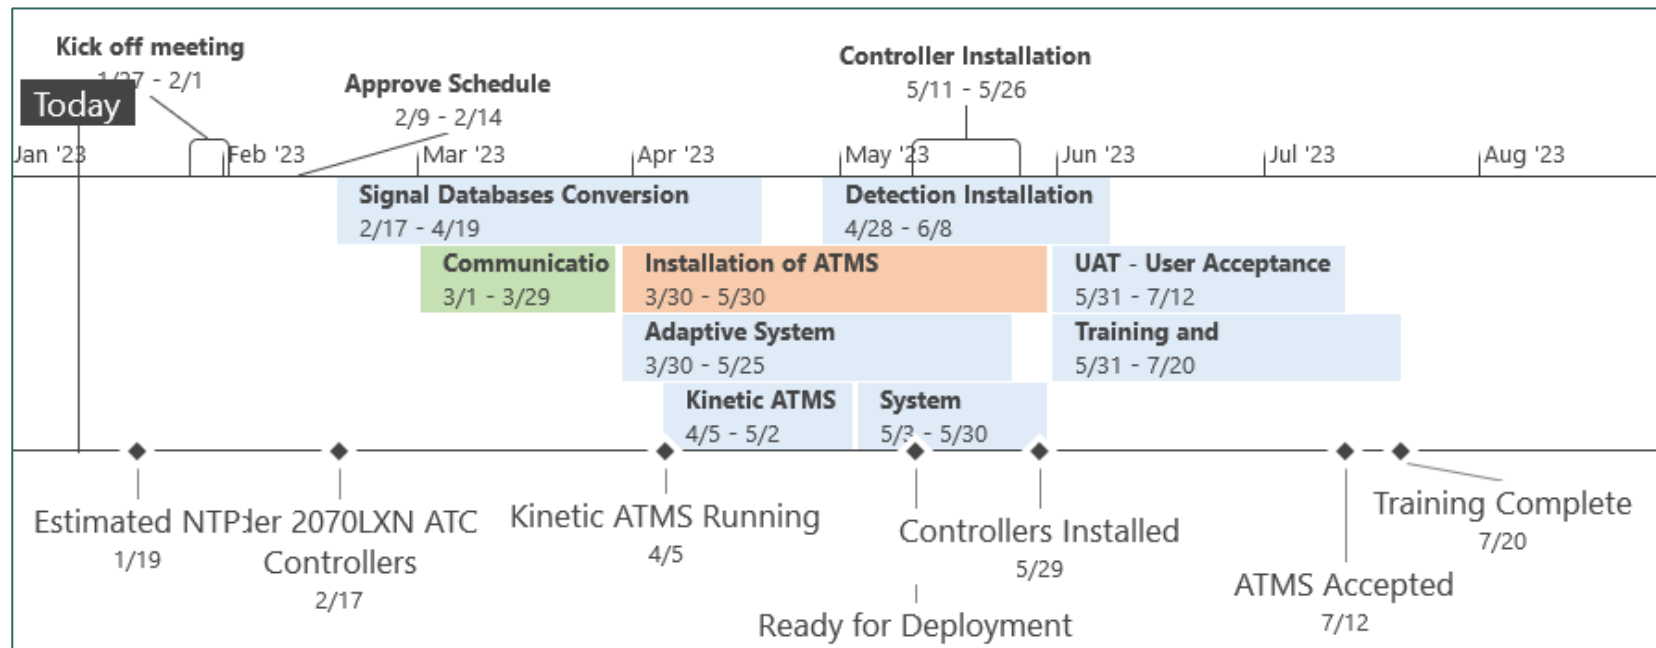 Kick off meeting
1/27 - 2/1
Today
Approve Schedule
2/9 - 2/14
Controller Installation
5/11 - 5/26
Jan '23
Feb '23
Mar '23
Apr '23
May '23
Jun '23
Jul '23
Aug '23
Signal Databases Conversion
2/17 - 4/19
Detection Installation
4/28 - 6/8
Communicatio
3/1 - 3/29
Installation of ATMS
3/30 - 5/30
UAT - User Acceptance
5/31 - 7/12
Adaptive System
3/30 - 5/25
Training and
5/31 - 7/20
Kinetic ATMS
4/5 - 5/2
System
5/3 - 5/30
Estimated NTP
1/19
2070LXN ATC
Controllers
2/17
Kinetic ATMS Running
4/5
Ready for Deployment
Controllers Installed
5/29
ATMS Accepted
7/12
Training Complete
7/20